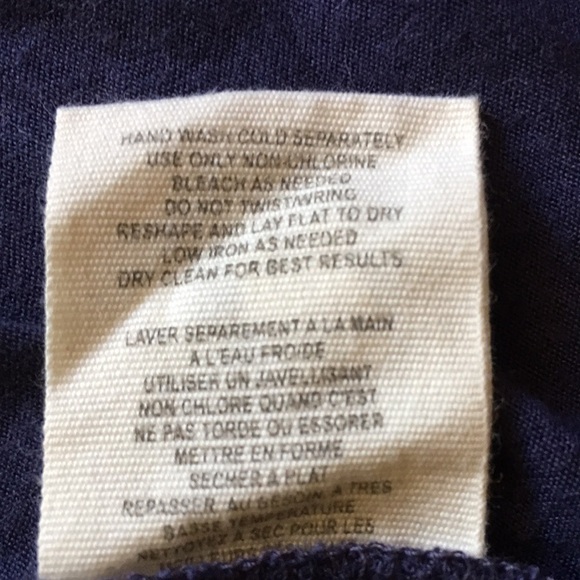 HAND WASH COLD SEPARATELY
USE ONLY NON-CHLORINE
BLEACH AS NEEDED
DO NOT TWIST/WRING
RESHAPE AND LAY FLAT TO DRY
LOW IRON AS NEEDED
DRY CLEAN FOR BEST RESULTS
LAVER SEPAREMENT A LA MAIN
A L'EAU FROIDE
UTILISER UN JAVELLISANT
NON CHLORE QUAND C'EST
NE PAS TORDE OU ESSORER
METTRE EN FORME
SECHER A PLAT
REPASSER AU BESOIN A TRES
BASSE TEMPERATURE
NETTOYEZ A SEC POUR LES